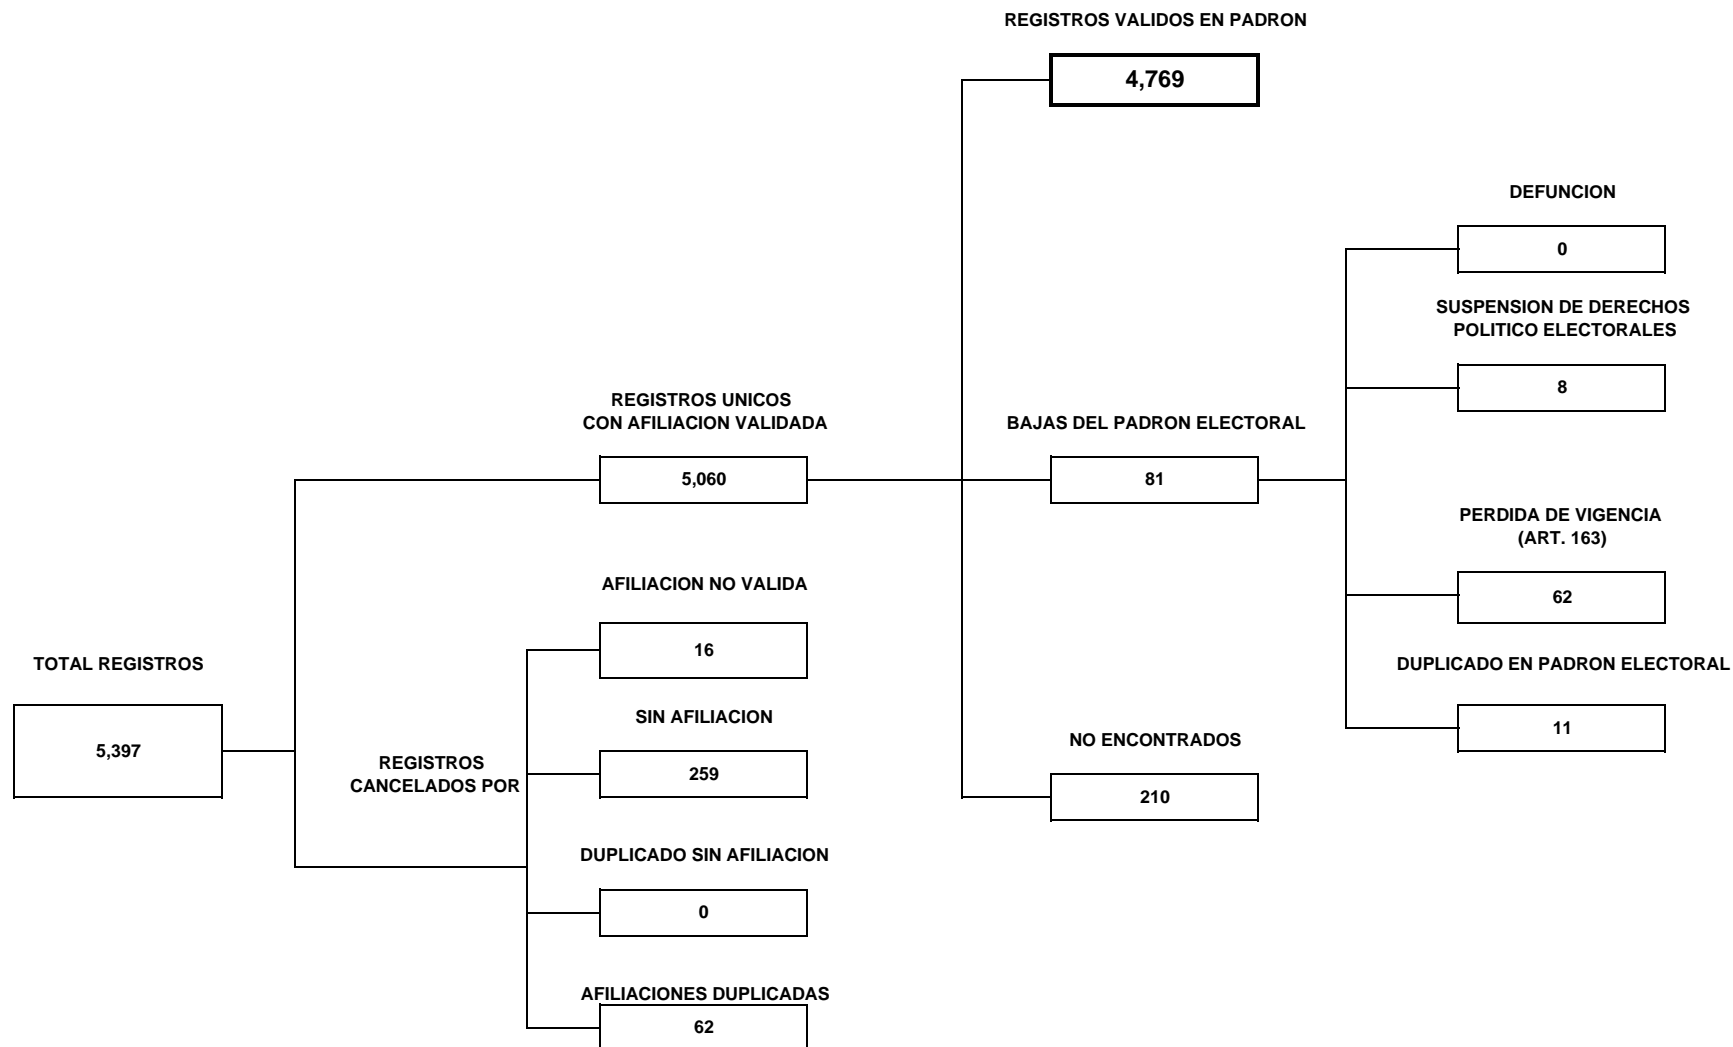 REGISTROS VALIDOS EN PADRON
4,769
DEFUNCION
0
SUSPENSION DE DERECHOS
POLITICO ELECTORALES
8
REGISTROS UNICOS
CON AFILIACION VALIDADA
5,060
BAJAS DEL PADRON ELECTORAL
81
PERDIDA DE VIGENCIA
(ART. 163)
62
AFILIACION NO VALIDA
16
TOTAL REGISTROS
5,397
DUPLICADO EN PADRON ELECTORAL
11
SIN AFILIACION
259
REGISTROS
CANCELADOS POR
NO ENCONTRADOS
210
DUPLICADO SIN AFILIACION
0
AFILIACIONES DUPLICADAS
62